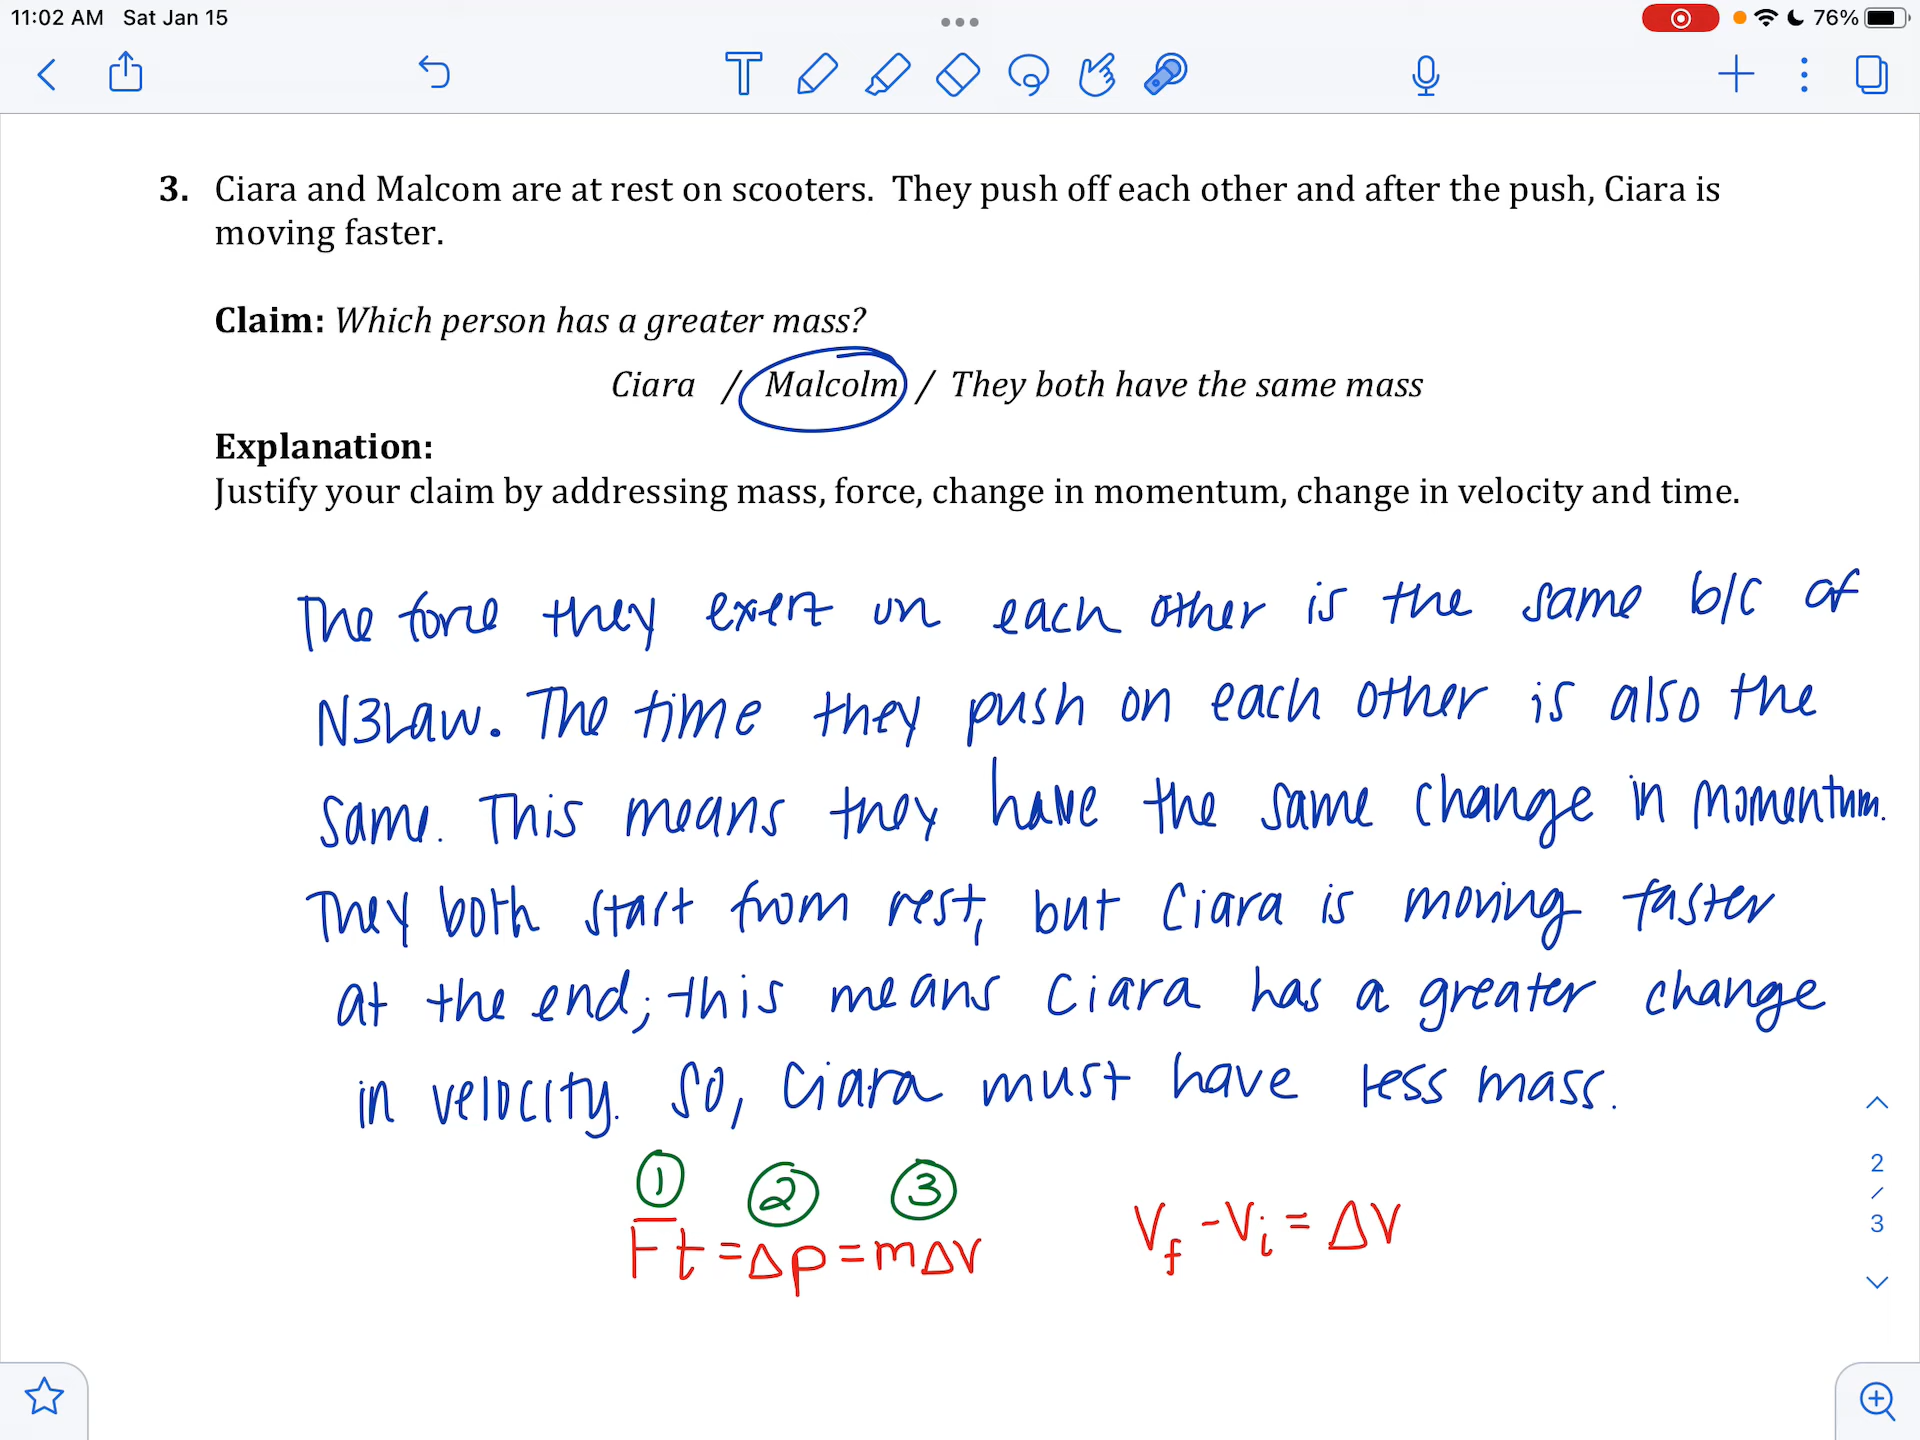 11:02 AM Sat Jan 15
76%
3. Ciara and Malcom are at rest on scooters. They push off each other and after the push, Ciara is
moving faster.
Claim: Which person has a greater mass?
Ciara / Malcolm / They both have the same mass
Explanation:
Justify your claim by addressing mass, force, change in momentum, change in velocity and time.
The force they exert on each other is the same b/c of
N3Law. The time they push on each other is also the
same. This means they have the same change in momentum.
They both start from rest, but Ciara is moving faster
at the end; this means Ciara has a greater change
in velocity. So, Ciara must have less mass.
① ② ③
Ft = Δp = mΔv
Vf - Vi = ΔV
2
/
3